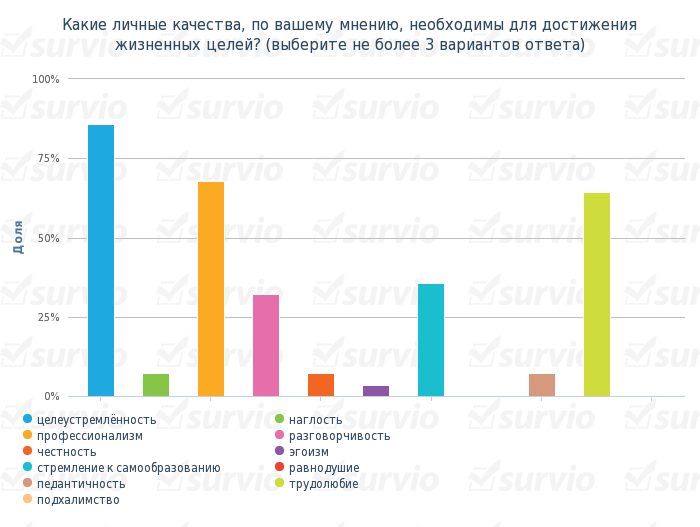 Какие личные качества, по вашему мнению, необходимы для достижения
жизненных целей? (выберите не более 3 вариантов ответа)
100%
75%
50%
25%
0%
Доля
целеустремлённость
наглость
профессионализм
разговорчивость
честность
эгоизм
стремление к самообразованию
равнодушие
педантичность
трудолюбие
подхалимство
survio